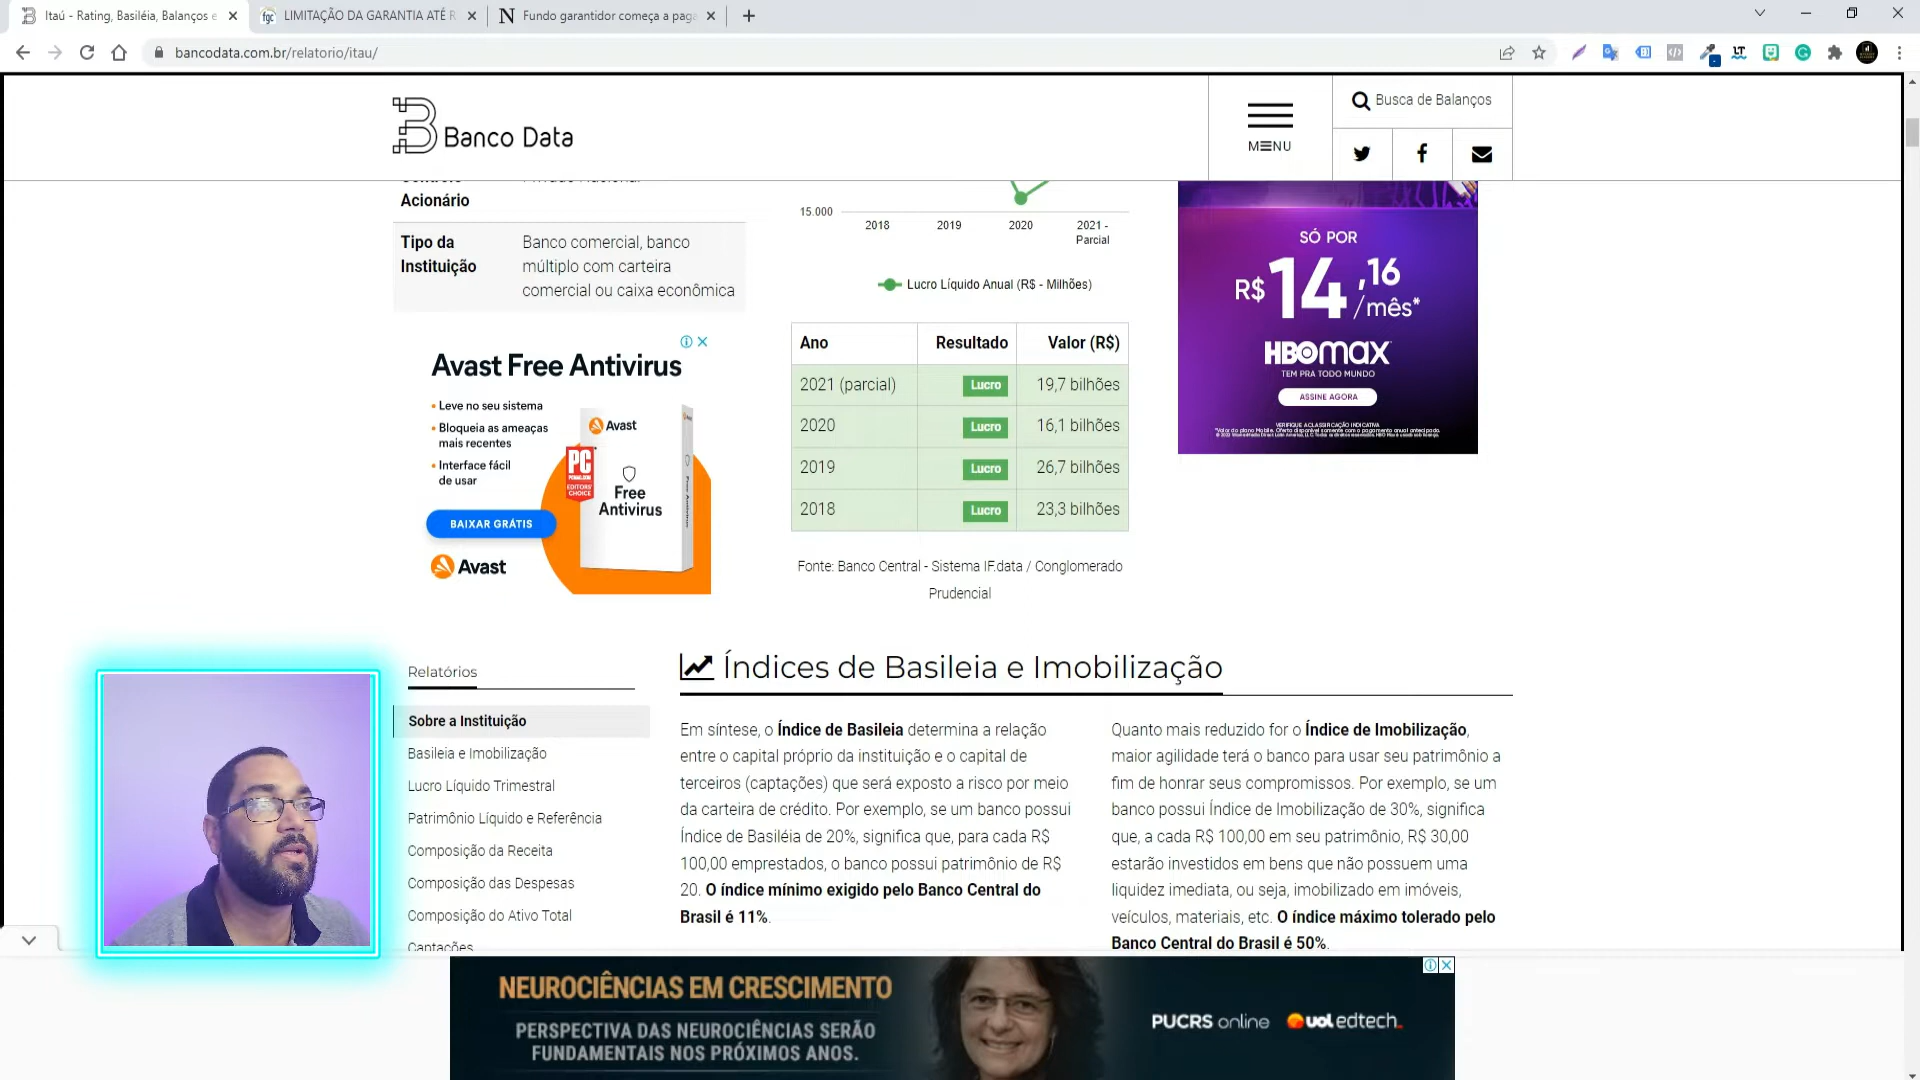 Itaú - Rating, Basiléia, Balanços e
LIMITAÇÃO DA GARANTIA ATÉ R
Fundo garantidor começa a paga
bancodata.com.br/relatorio/itau/
Banco Data
MENU
Busca de Balanços
Acionário
Tipo da
Instituição
Banco comercial, banco
múltiplo com carteira
comercial ou caixa econômica
Avast Free Antivirus
• Leve no seu sistema
• Bloqueia as ameaças
mais recentes
• Interface fácil
de usar
BAIXAR GRÁTIS
Avast
Avast
PC
EDITORS'
CHOICE
Free
Antivirus
15.000
2018 2019 2020 2021 -
Parcial
Lucro Líquido Anual (R$ - Milhões)
Ano Resultado Valor (R$)
2021 (parcial) Lucro 19,7 bilhões
2020 Lucro 16,1 bilhões
2019 Lucro 26,7 bilhões
2018 Lucro 23,3 bilhões
Fonte: Banco Central - Sistema IF.data / Conglomerado
Prudencial
SÓ POR
R$14,16
/mês*
HBOMAX
TEM PRA TODO MUNDO
ASSINE AGORA
VERIFIQUE A CLASSIFICAÇÃO INDICATIVA
Relatórios
Sobre a Instituição
Basileia e Imobilização
Lucro Líquido Trimestral
Patrimônio Líquido e Referência
Composição da Receita
Composição das Despesas
Composição do Ativo Total
Captações
Índices de Basileia e Imobilização
Em síntese, o Índice de Basileia determina a relação
entre o capital próprio da instituição e o capital de
terceiros (captações) que será exposto a risco por meio
da carteira de crédito. Por exemplo, se um banco possui
Índice de Basiléia de 20%, significa que, para cada R$
100,00 emprestados, o banco possui patrimônio de R$
20. O índice mínimo exigido pelo Banco Central do
Brasil é 11%.
Quanto mais reduzido for o Índice de Imobilização,
maior agilidade terá o banco para usar seu patrimônio a
fim de honrar seus compromissos. Por exemplo, se um
banco possui Índice de Imobilização de 30%, significa
que, a cada R$ 100,00 em seu patrimônio, R$ 30,00
estarão investidos em bens que não possuem uma
liquidez imediata, ou seja, imobilizado em imóveis,
veículos, materiais, etc. O índice máximo tolerado pelo
Banco Central do Brasil é 50%.
NEUROCIÊNCIAS EM CRESCIMENTO
PERSPECTIVA DAS NEUROCIÊNCIAS SERÃO
FUNDAMENTAIS NOS PRÓXIMOS ANOS.
PUCRS online
uol edtech